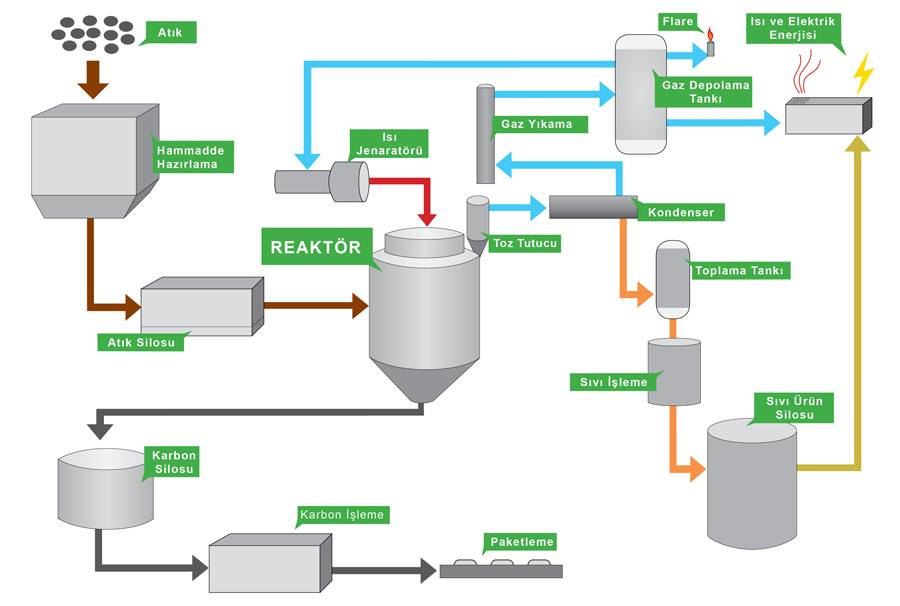 Atık
Flare
Isı ve Elektrik
Enerjisi
Gaz Depolama
Tankı
Gaz Yıkama
Isı
Jenaratörü
Hammadde
Hazırlama
Kondenser
REAKTÖR
Toz Tutucu
Toplama Tankı
Atık Silosu
Sıvı İşleme
Sıvı Ürün
Silosu
Karbon
Silosu
Karbon İşleme
Paketleme